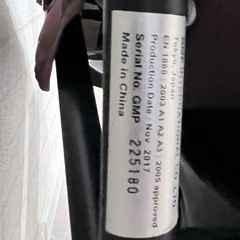 Tokyo, Japan
EN 1888 : 2003 A1 A2 A3 : 2005 approved
Production Date : Nov. 2017
Serial No. GMP 225180
Made in China